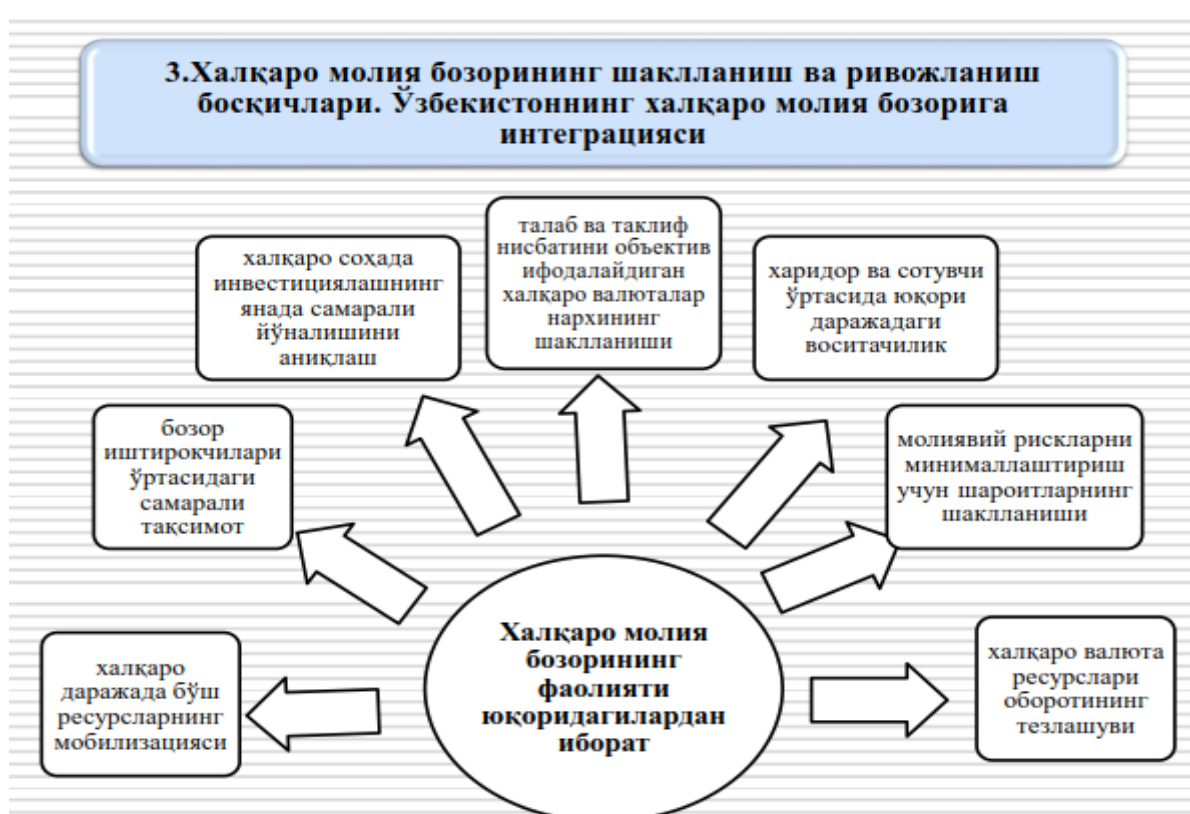 3.Халқаро молия бозорининг шаклланиш ва ривожланиш
босқичлари. Ўзбекистоннинг халқаро молия бозорига
интеграцияси
халқаро
даражада бўш
ресурсларнинг
мобилизацияси
бозор
иштирокчилари
ўртасидаги
самарали
тақсимот
халқаро соҳада
инвестициялашнинг
янада самарали
йўналишини
аниқлаш
талаб ва таклиф
нисбатини объектив
ифодалайдиган
халқаро валюталар
нархининг
шаклланиши
харидор ва сотувчи
ўртасида юқори
даражадаги
воситачилик
молиявий рискларни
минималлаштириш
учун шароитларнинг
шаклланиши
халқаро валюта
ресурслари
оборотининг
тезлашуви
Халқаро молия
бозорининг
фаолияти
юқоридагилардан
иборат